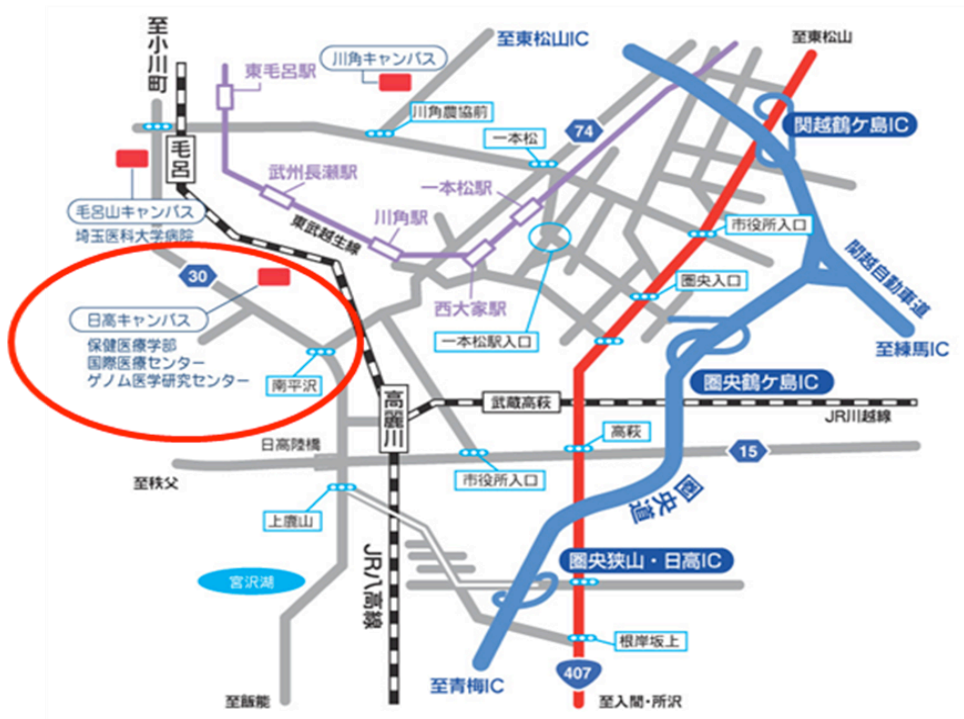 至小川町
至東松山IC
至東松山
東毛呂駅
川角キャンパス
川角農協前
一本松
74
関越鶴ケ島IC
毛呂
武州長瀬駅
一本松駅
毛呂山キャンパス
埼玉医科大学病院
東武越生線
川角駅
市役所入口
関越自動車道
30
西大家駅
圏央入口
日高キャンパス
保健医療学部
国際医療センター
ゲノム医学研究センター
一本松駅入口
至練馬IC
南平沢
圏央鶴ケ島IC
高麗川
武蔵高萩
JR川越線
日高陸橋
高萩
15
至秩父
市役所入口
圏央道
上鹿山
JR八高線
圏央狭山・日高IC
宮沢湖
根岸坂上
407
至青梅IC
至飯能
至入間・所沢